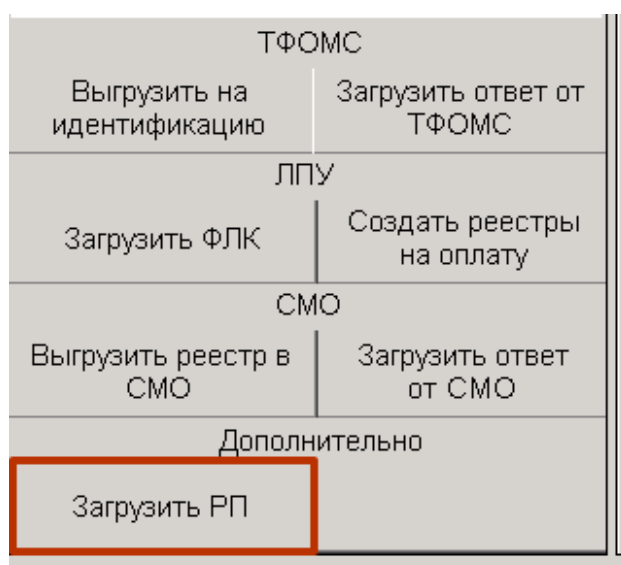 ТФОМС
Выгрузить на
идентификацию
Загрузить ответ от
ТФОМС
ЛПУ
Загрузить ФЛК
Создать реестры
на оплату
СМО
Выгрузить реестр в
СМО
Загрузить ответ
от СМО
Дополнительно
Загрузить РП